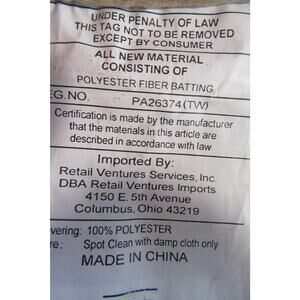 UNDER PENALTY OF LAW
THIS TAG NOT TO BE REMOVED
EXCEPT BY CONSUMER
ALL NEW MATERIAL
CONSISTING OF
POLYESTER FIBER BATTING
EG.NO. PA26374(TW)
Certification is made by the manufacturer
that the materials in this article are
described in accordance with law
Imported By:
Retail Ventures Services, Inc.
DBA Retail Ventures Imports
4150 E. 5th Avenue
Columbus, Ohio 43219
vering: 100% POLYESTER
re: Spot Clean with damp cloth only
MADE IN CHINA